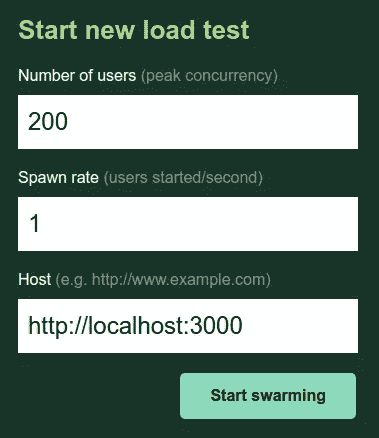 Start new load test
Number of users (peak concurrency)
200
Spawn rate (users started/second)
1
Host (e.g. http://www.example.com)
http://localhost:3000
Start swarming